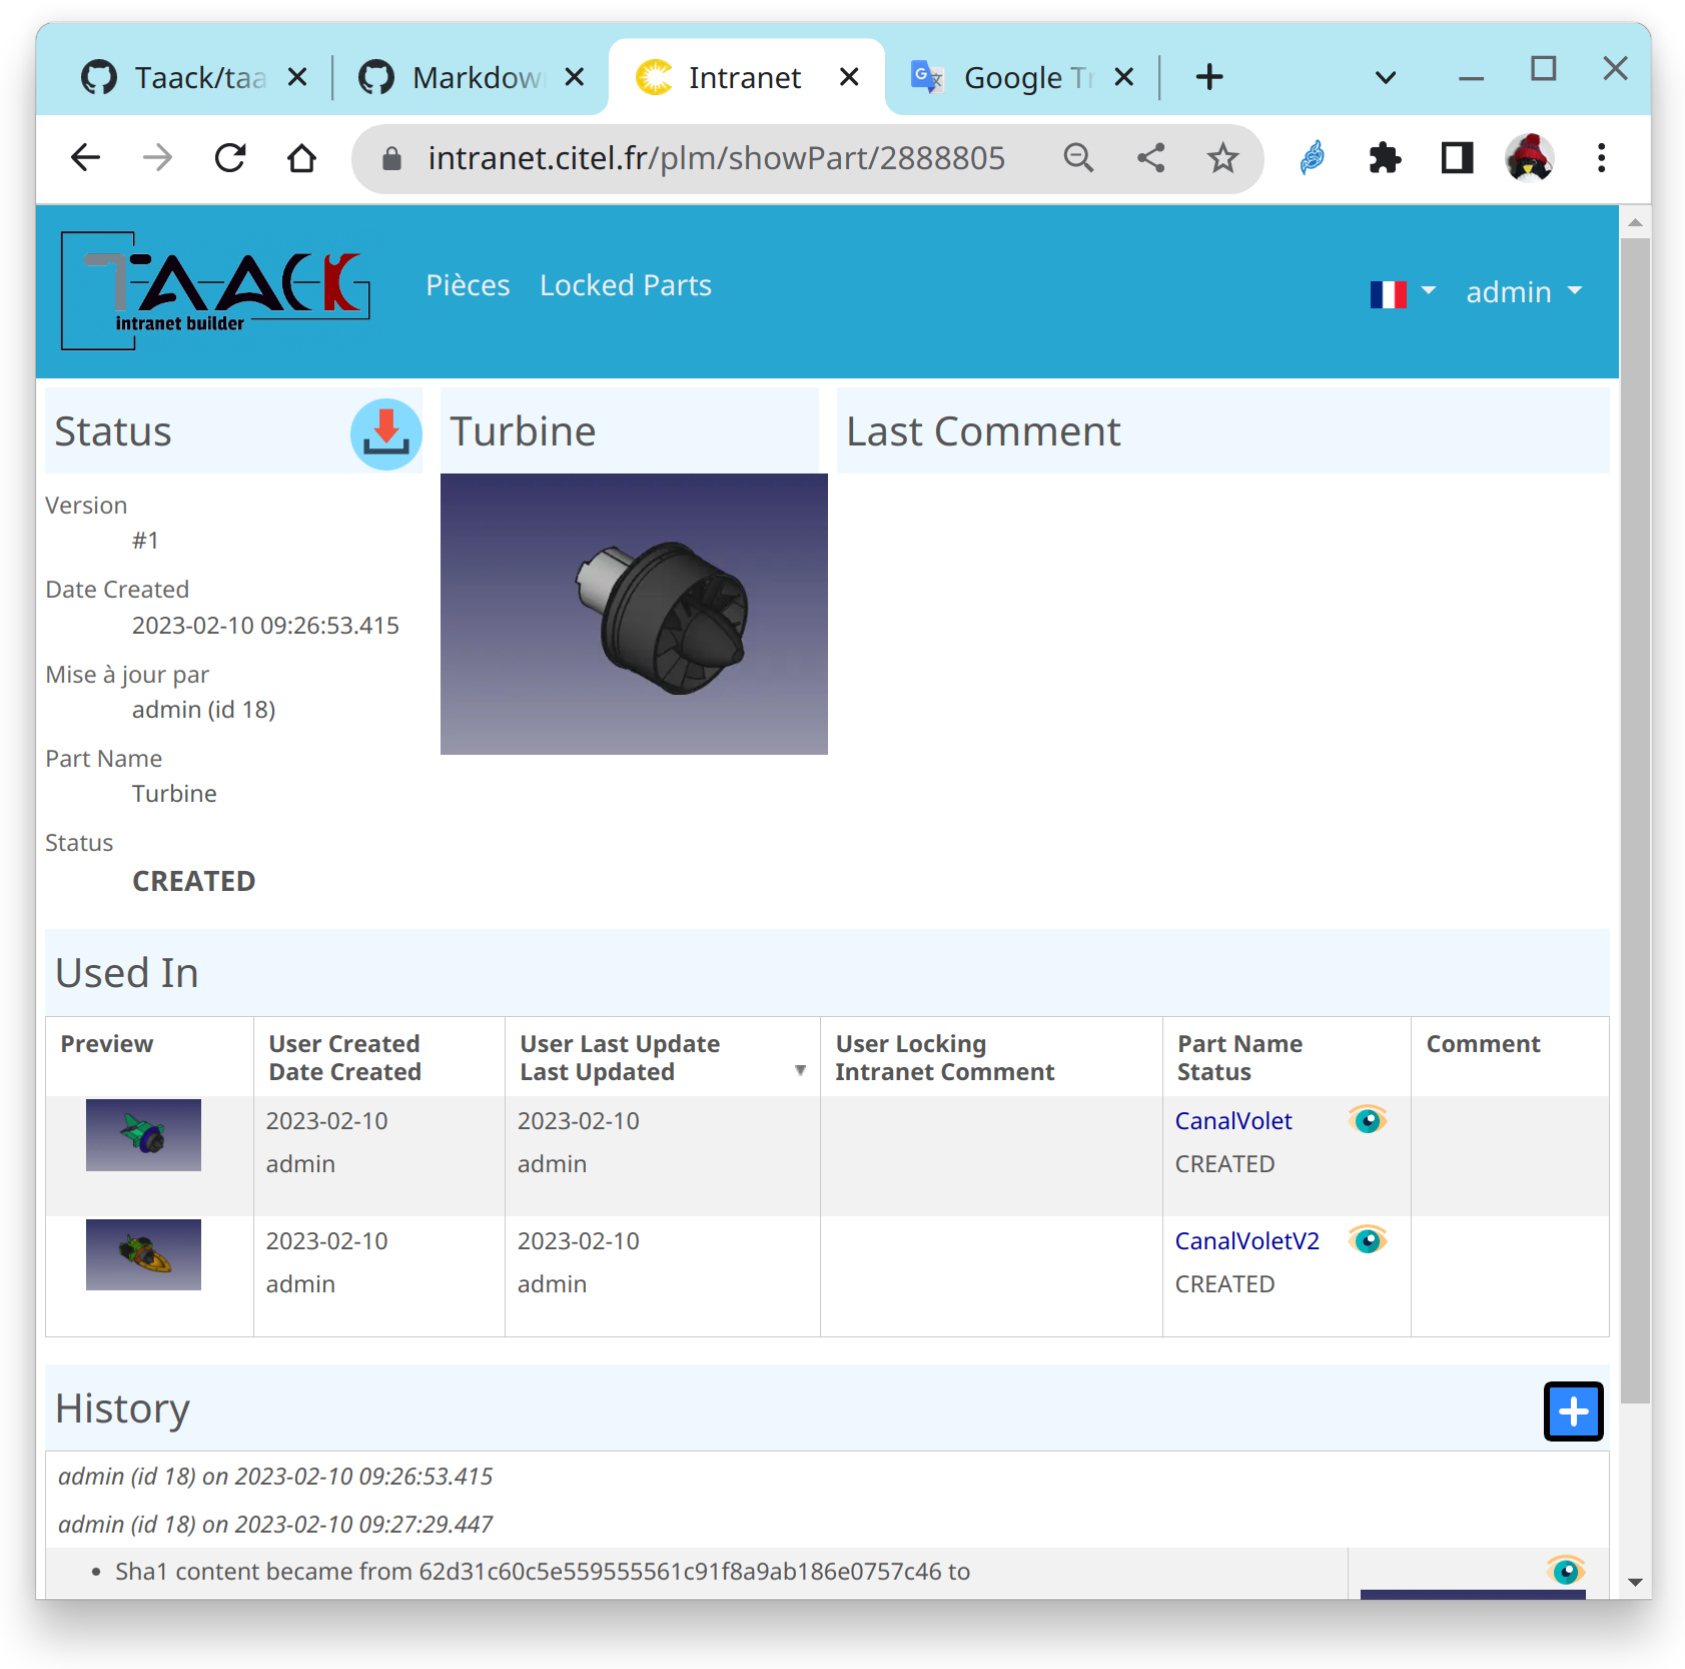 Taack/taa
Markdow
Intranet
Google Tr
intranet.citel.fr/plm/showPart/2888805
TAACK
intranet builder
Pièces
Locked Parts
admin
Status
Turbine
Last Comment
Version
#1
Date Created
2023-02-10 09:26:53.415
Mise à jour par
admin (id 18)
Part Name
Turbine
Status
CREATED
Used In
Preview
User Created
Date Created
User Last Update
Last Updated
User Locking
Intranet Comment
Part Name
Status
Comment
2023-02-10
admin
2023-02-10
admin
CanalVolet
CREATED
2023-02-10
admin
2023-02-10
admin
CanalVoletV2
CREATED
History
admin (id 18) on 2023-02-10 09:26:53.415
admin (id 18) on 2023-02-10 09:27:29.447
• Sha1 content became from 62d31c60c5e559555561c91f8a9ab186e0757c46 to